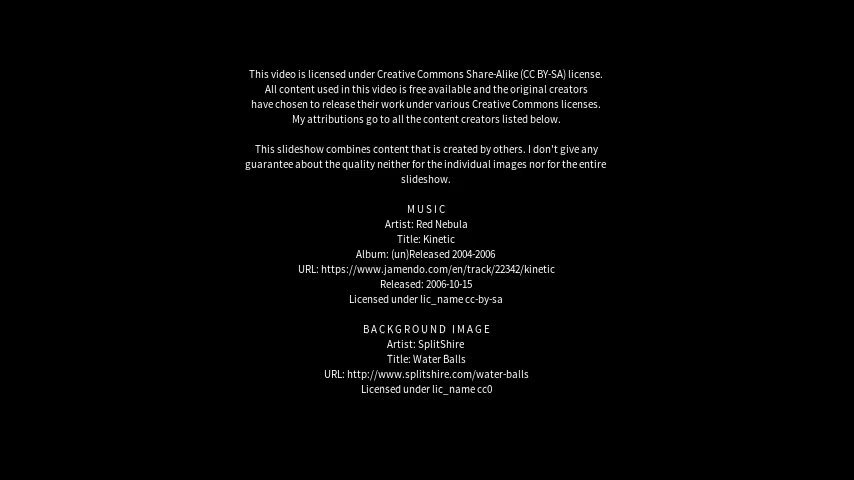 This video is licensed under Creative Commons Share-Alike (CC BY-SA) license.
All content used in this video is free available and the original creators
have chosen to release their work under various Creative Commons licenses.
My attributions go to all the content creators listed below.
This slideshow combines content that is created by others. I don't give any
guarantee about the quality neither for the individual images nor for the entire
slideshow.
MUSIC
Artist: Red Nebula
Title: Kinetic
Album: (un)Released 2004-2006
URL: https://www.jamendo.com/en/track/22342/kinetic
Released: 2006-10-15
Licensed under lic_name cc-by-sa
BACKGROUND IMAGE
Artist: SplitShire
Title: Water Balls
URL: http://www.splitshire.com/water-balls
Licensed under lic_name cc0